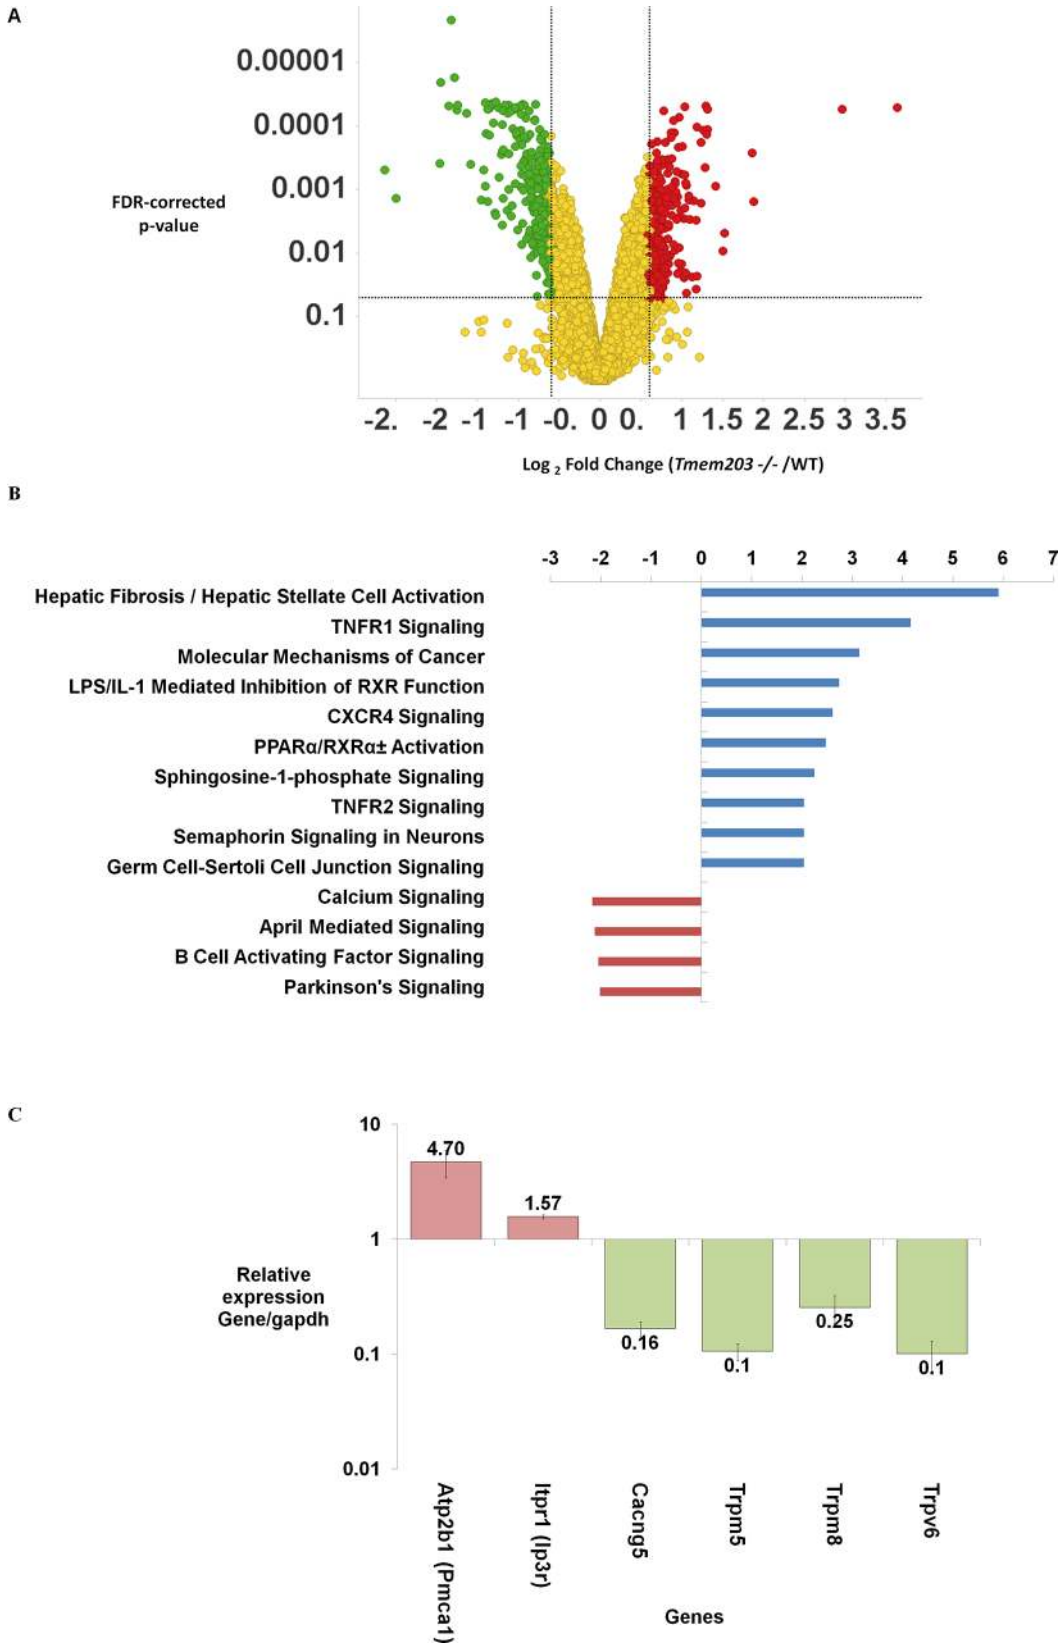 A
0.00001
0.0001
0.001
0.01
0.1
FDR-corrected
p-value
-2. -2 -1 -1 -0. 0 0. 1 1.5 2 2.5 3 3.5
Log 2 Fold Change (Tmem203 -/- /WT)
B
-3 -2 -1 0 1 2 3 4 5 6 7
Hepatic Fibrosis / Hepatic Stellate Cell Activation
TNFR1 Signaling
Molecular Mechanisms of Cancer
LPS/IL-1 Mediated Inhibition of RXR Function
CXCR4 Signaling
PPARα/RXRα± Activation
Sphingosine-1-phosphate Signaling
TNFR2 Signaling
Semaphorin Signaling in Neurons
Germ Cell-Sertoli Cell Junction Signaling
Calcium Signaling
April Mediated Signaling
B Cell Activating Factor Signaling
Parkinson's Signaling
C
10
1
0.1
0.01
Relative
expression
Gene/gapdh
4.70
1.57
0.16
0.1
0.25
0.1
Atp2b1 (Pmca1)
Itpr1 (Ip3r)
Cacng5
Trpm5
Trpm8
Trpv6
Genes